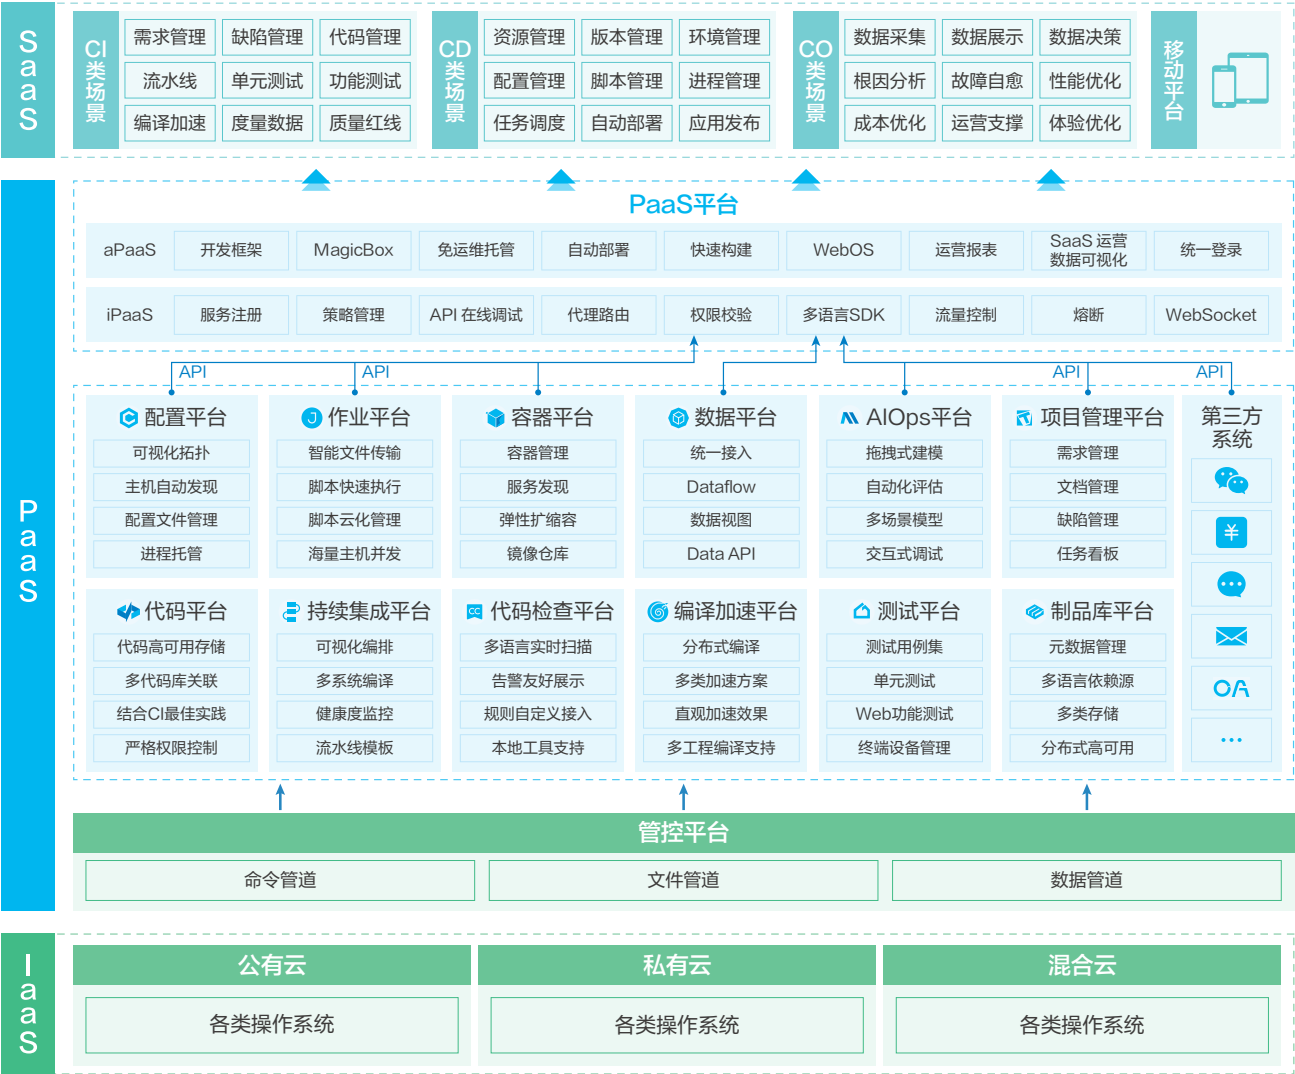 SaaS
CI类场景
需求管理 缺陷管理 代码管理
流水线 单元测试 功能测试
编译加速 度量数据 质量红线
CD类场景
资源管理 版本管理 环境管理
配置管理 脚本管理 进程管理
任务调度 自动部署 应用发布
CO类场景
数据采集 数据展示 数据决策
根因分析 故障自愈 性能优化
成本优化 运营支撑 体验优化
移动平台
PaaS
PaaS平台
aPaaS 开发框架 MagicBox 免运维托管 自动部署 快速构建 WebOS 运营报表 SaaS 运营
数据可视化 统一登录
iPaaS 服务注册 策略管理 API 在线调试 代理路由 权限校验 多语言SDK 流量控制 熔断 WebSocket
API API API API
配置平台
可视化拓扑
主机自动发现
配置文件管理
进程托管
J 作业平台
智能文件传输
脚本快速执行
脚本云化管理
海量主机并发
容器平台
容器管理
服务发现
弹性扩缩容
镜像仓库
数据平台
统一接入
Dataflow
数据视图
Data API
AIOps平台
拖拽式建模
自动化评估
多场景模型
交互式调试
项目管理平台
需求管理
文档管理
缺陷管理
任务看板
第三方
系统
¥
OA
...
代码平台
代码高可用存储
多代码库关联
结合CI最佳实践
严格权限控制
持续集成平台
可视化编排
多系统编译
健康度监控
流水线模板
CC 代码检查平台
多语言实时扫描
告警友好展示
规则自定义接入
本地工具支持
编译加速平台
分布式编译
多类加速方案
直观加速效果
多工程编译支持
测试平台
测试用例集
单元测试
Web功能测试
终端设备管理
制品库平台
元数据管理
多语言依赖源
多类存储
分布式高可用
管控平台
命令管道 文件管道 数据管道
IaaS
公有云 私有云 混合云
各类操作系统 各类操作系统 各类操作系统